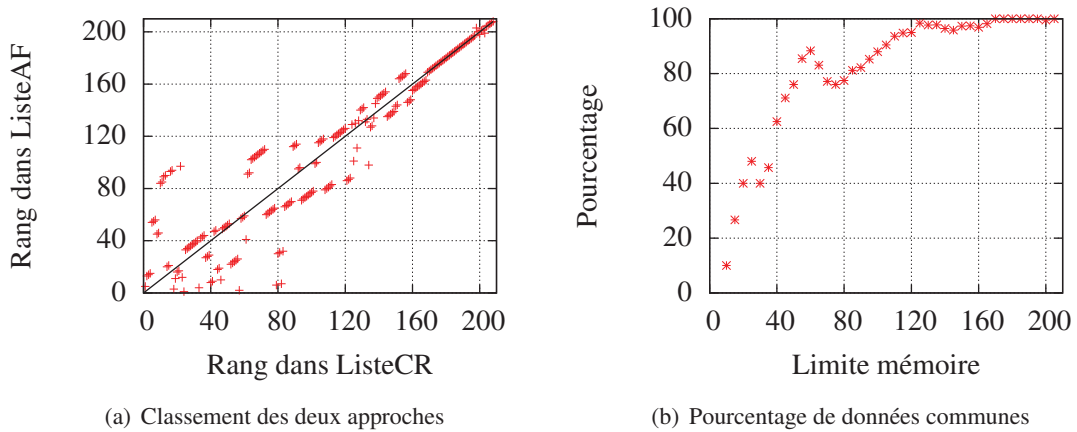 Rang dans ListeAF
200
160
120
80
40
0
0 40 80 120 160 200
Rang dans ListeCR
(a) Classement des deux approches
Pourcentage
100
80
60
40
20
0
0 40 80 120 160 200
Limite mémoire
(b) Pourcentage de données communes